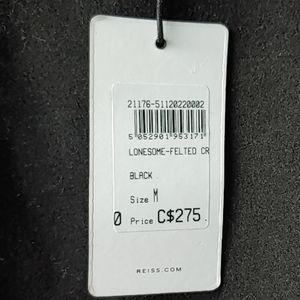 21176-51120220002
5 052901 953171
LONESOME-FELTED CR
BLACK
Size M
0 Price C$275
REISS.COM